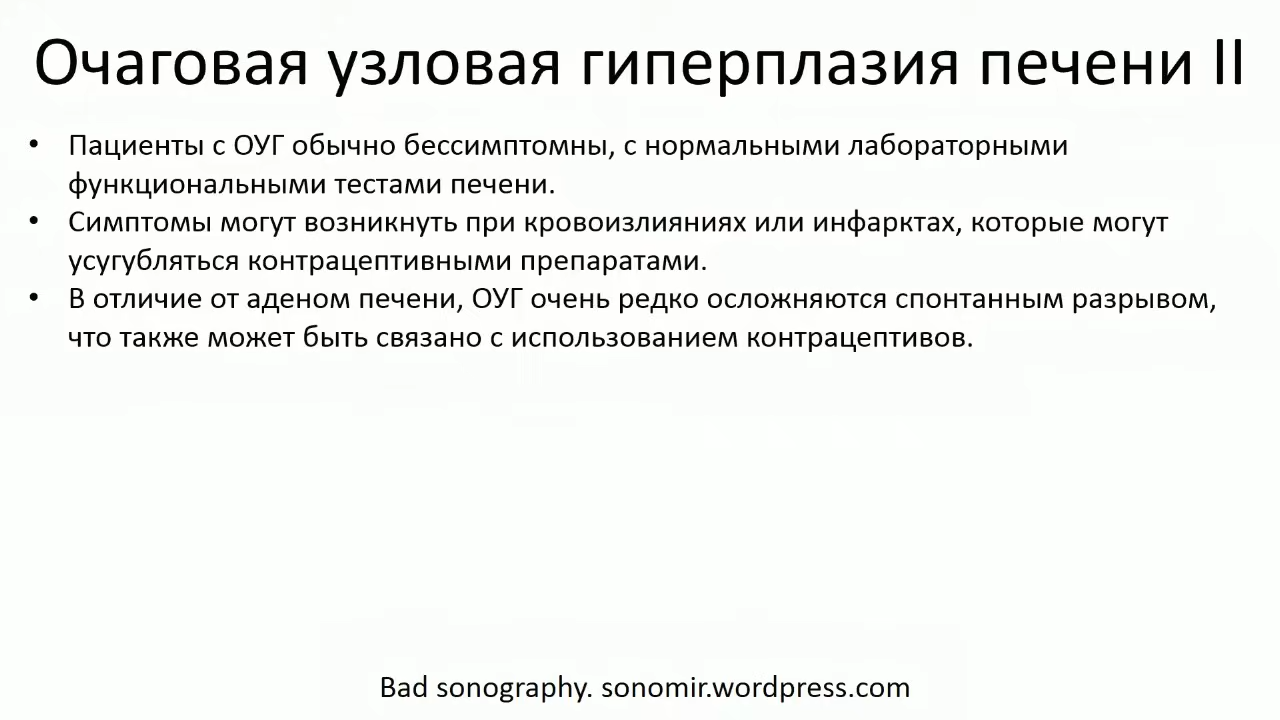 Очаговая узловая гиперплазия печени II
• Пациенты с ОУГ обычно бессимптомны, с нормальными лабораторными
функциональными тестами печени.
• Симптомы могут возникнуть при кровоизлияниях или инфарктах, которые могут
усугубляться контрацептивными препаратами.
• В отличие от аденом печени, ОУГ очень редко осложняются спонтанным разрывом,
что также может быть связано с использованием контрацептивов.
Bad sonography. sonomir.wordpress.com